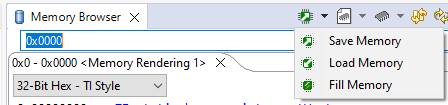 Memory Browser
0x0000
Save Memory
0x0 - 0x0000 <Memory Rendering 1>
Load Memory
32-Bit Hex - TI Style
Fill Memory